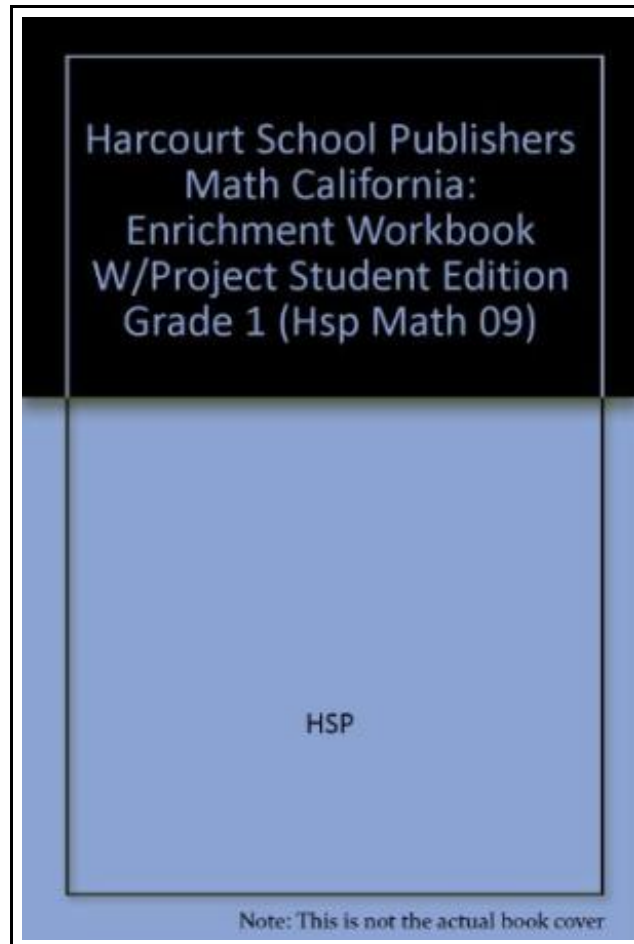 Harcourt School Publishers
Math California:
Enrichment Workbook
W/Project Student Edition
Grade 1 (Hsp Math 09)
HSP
Note: This is not the actual book cover